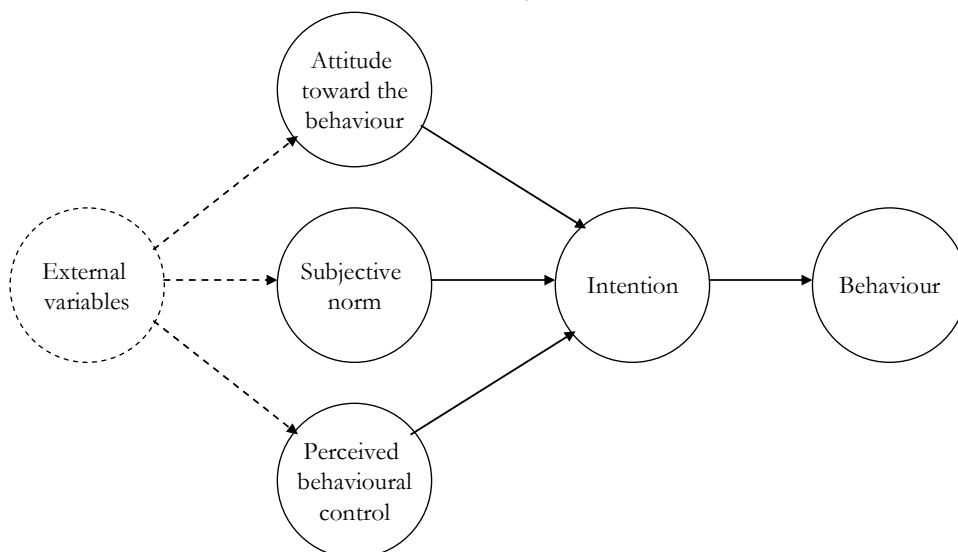 Attitude
toward the
behaviour
External
variables
Subjective
norm
Intention
Behaviour
Perceived
behavioural
control